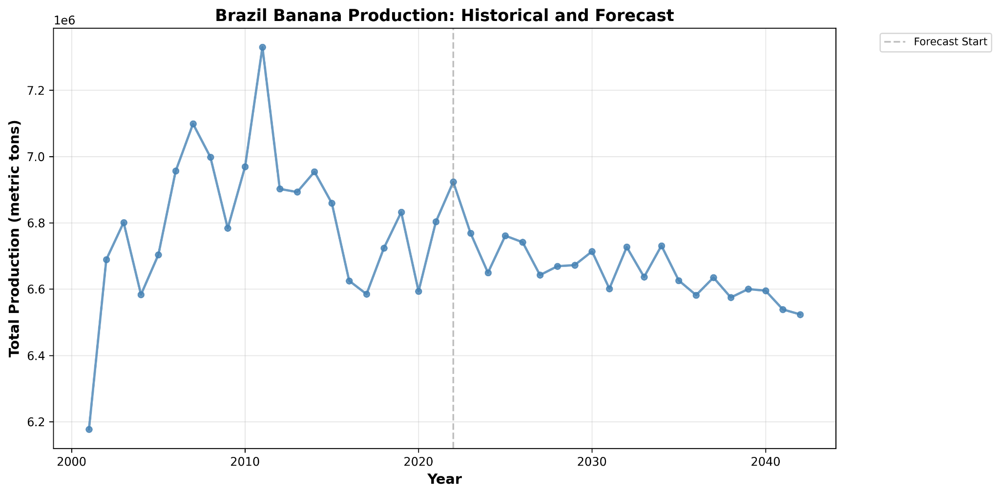 Brazil Banana Production: Historical and Forecast
1e6
Forecast Start
7.2
7.0
6.8
6.6
6.4
6.2
Total Production (metric tons)
2000 2010 2020 2030 2040
Year